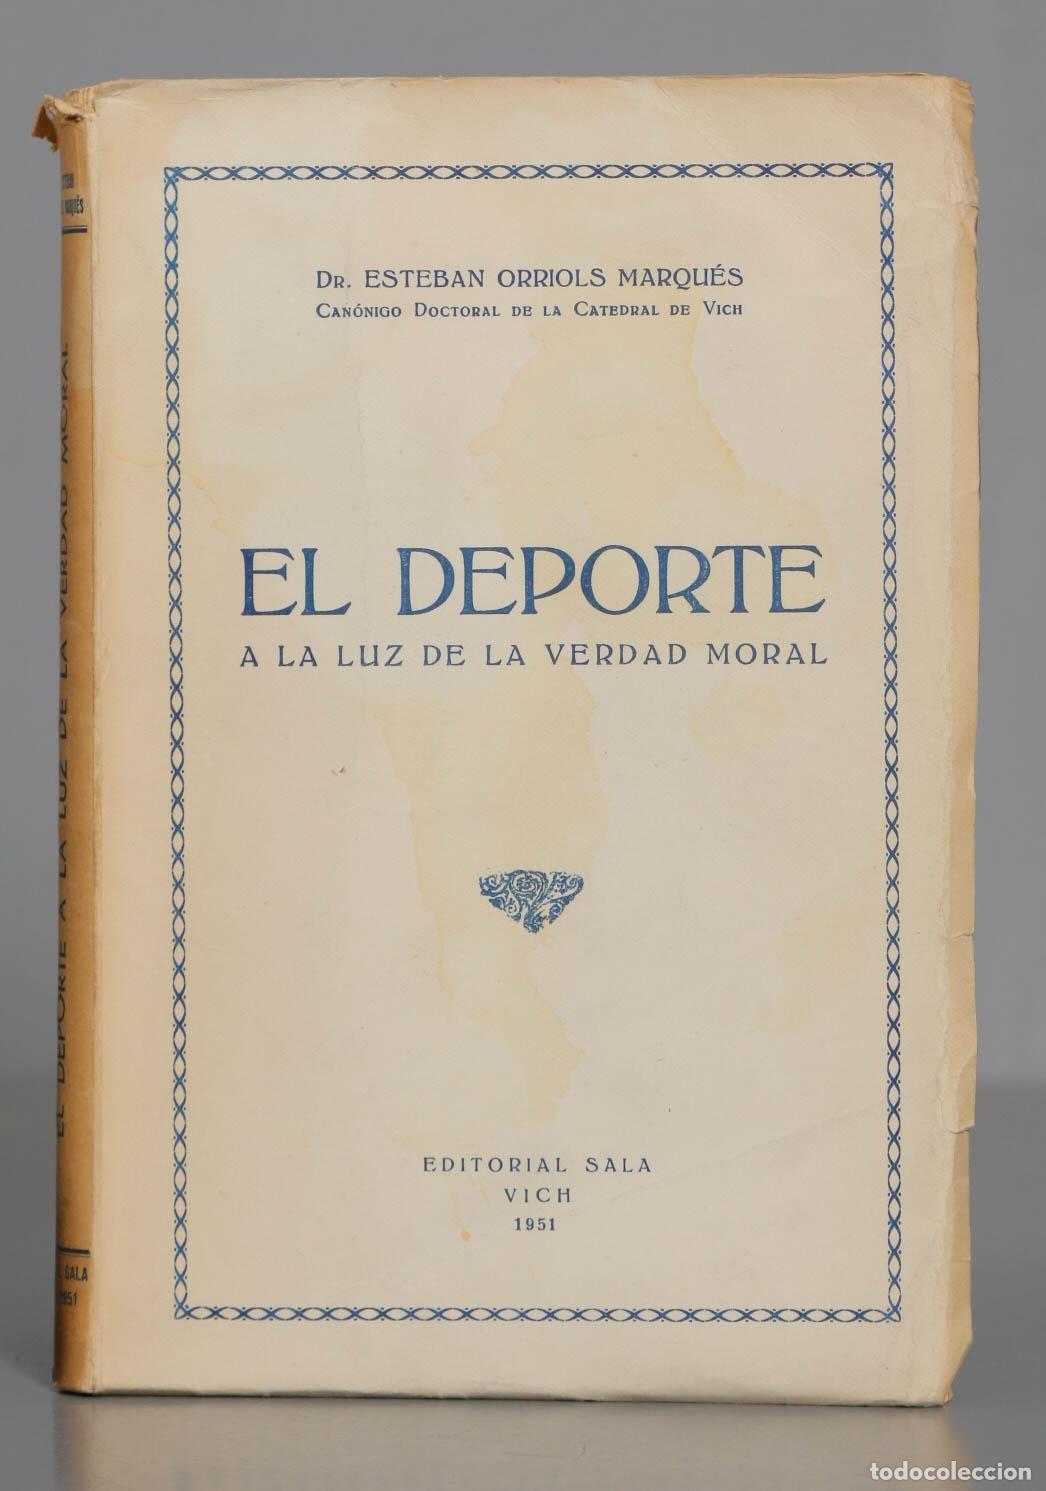 DR. ESTEBAN ORRIOLS MARQUÉS
CANÓNIGO DOCTORAL DE LA CATEDRAL DE VICH
EL DEPORTE
A LA LUZ DE LA VERDAD MORAL
EDITORIAL SALA
VICH
1951
MARQUÉS
EL DEPORTE A LA LUZ DE LA VERDAD MORAL
SALA
1951
todocoleccion